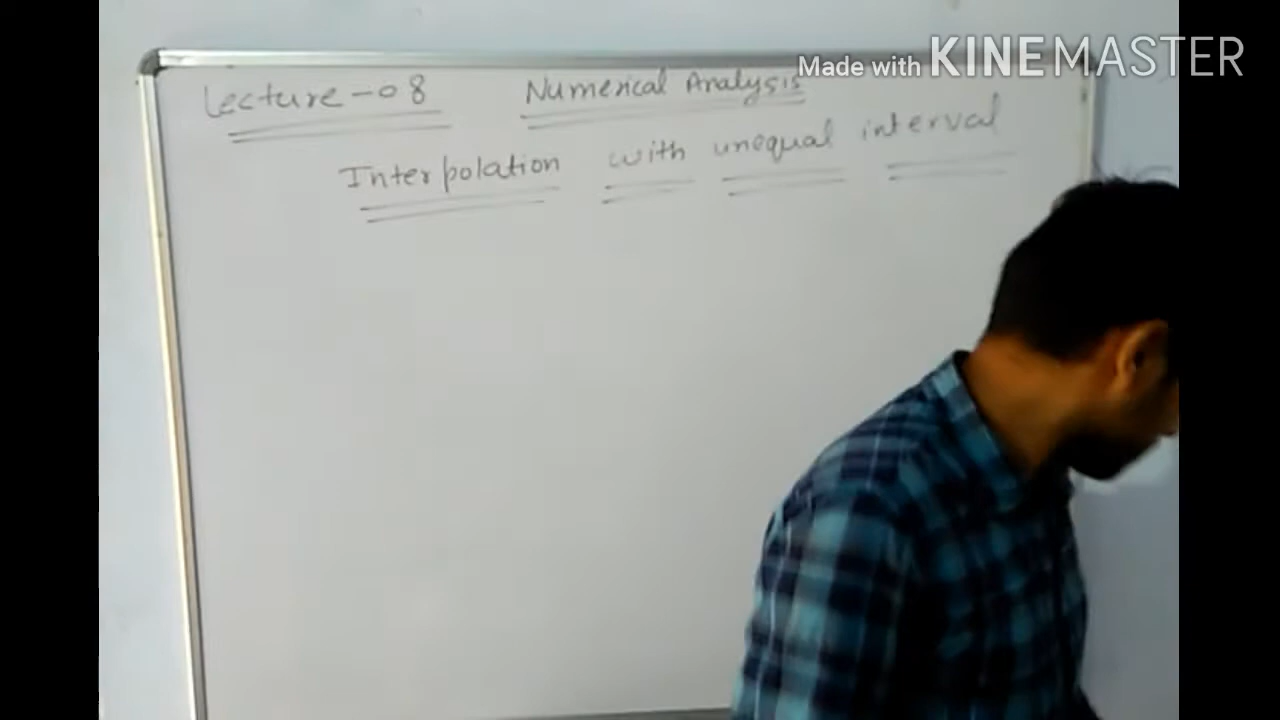 Made with KINEMASTER
Lecture-08 Numerical Analysis
Interpolation with unequal interval